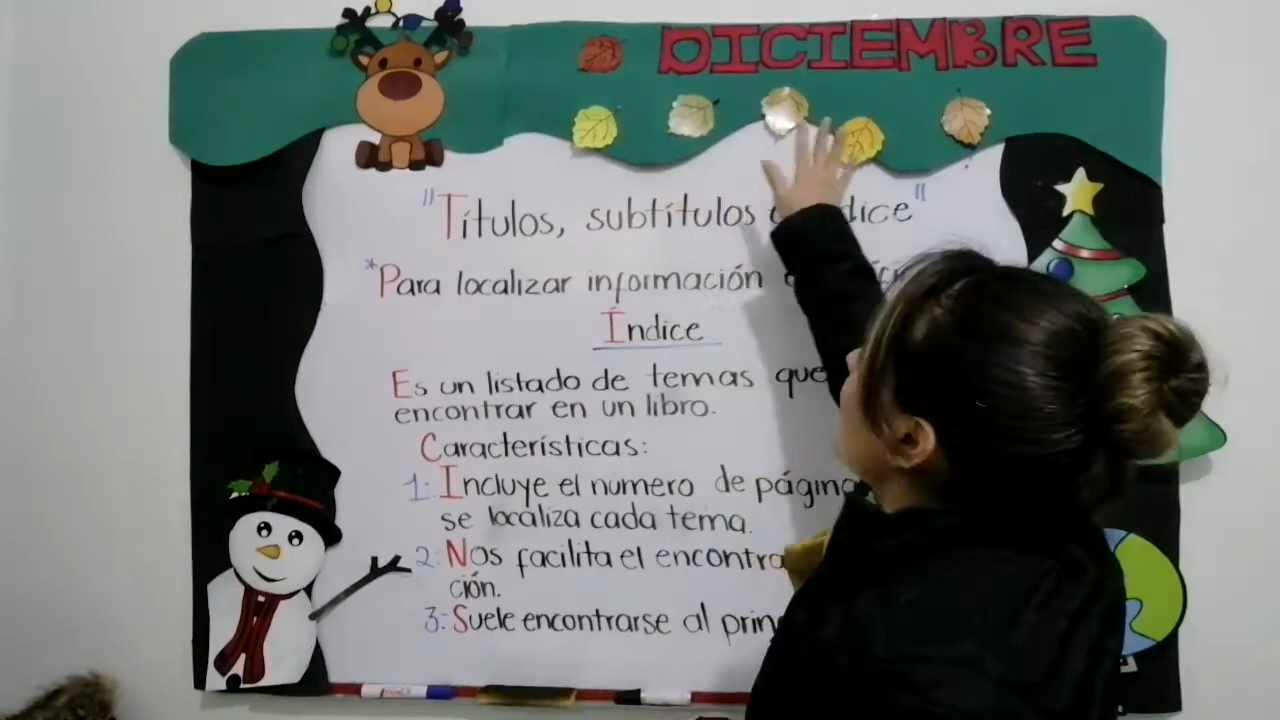 DICIEMBRE
"Títulos, subtítulos dice"
*Para localizar información
Índice
Es un listado de temas que
encontrar en un libro.
Características:
1: Incluye el numero de página
se localiza cada tema.
2: Nos facilita el encontra
ción.
3: Suele encontrarse al prin